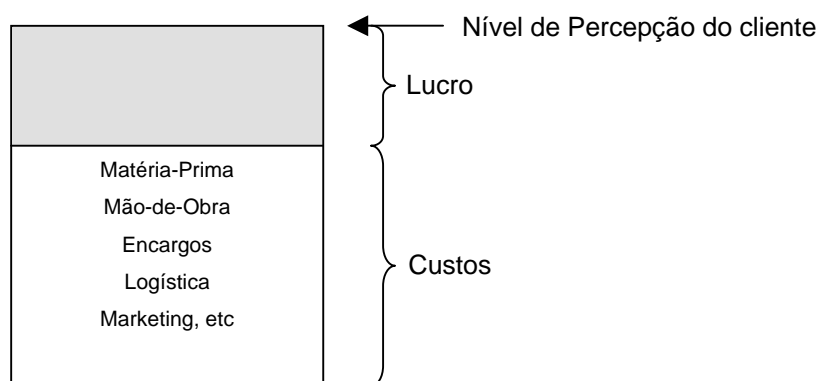 Nível de Percepção do cliente
Lucro
Matéria-Prima
Mão-de-Obra
Encargos
Logística
Marketing, etc
Custos